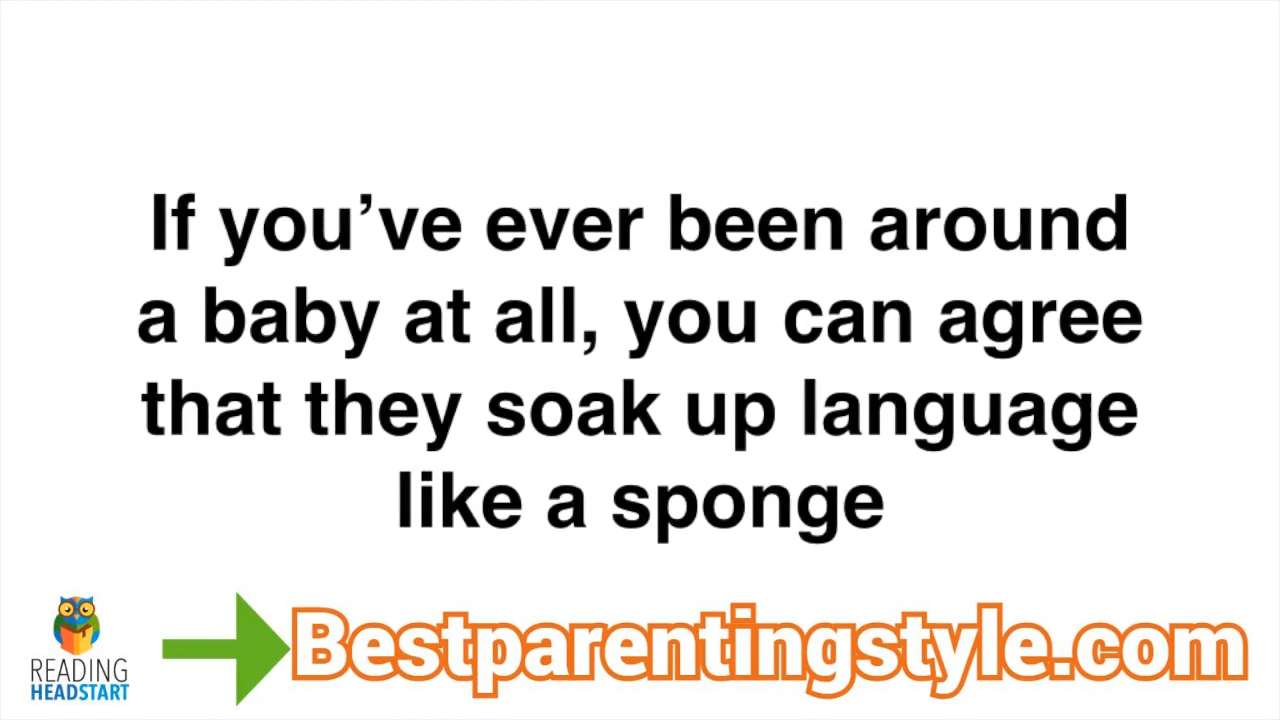 If you’ve ever been around
a baby at all, you can agree
that they soak up language
like a sponge
READING
HEADSTART
Bestparentingstyle.com